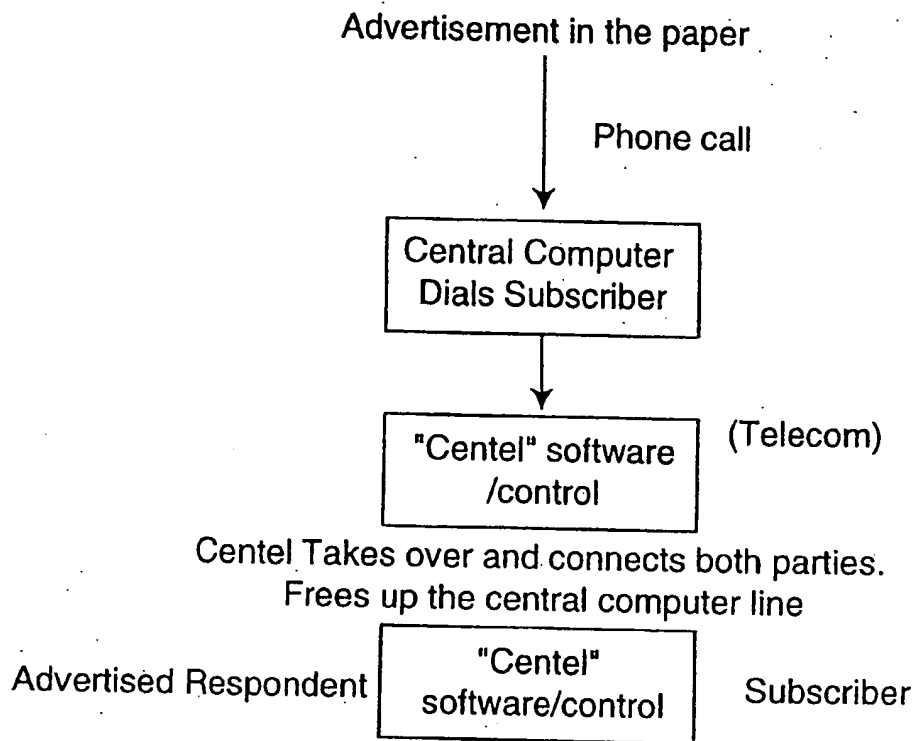 Advertisement in the paper
Phone call
Central Computer
Dials Subscriber
"Centel" software
/control
(Telecom)
Centel Takes over and connects both parties.
Frees up the central computer line
Advertised Respondent
"Centel"
software/control
Subscriber